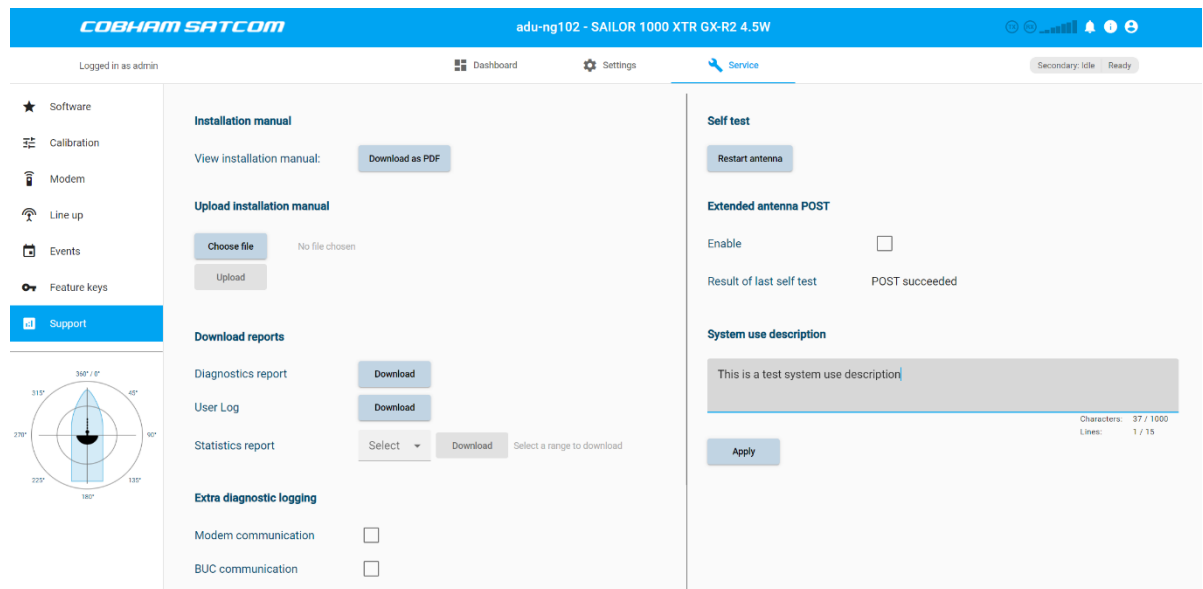 COBHAM SATCOM
adu-ng102 - SAILOR 1000 XTR GX-R2 4.5W
TX RX
Logged in as admin
Dashboard
Settings
Service
Secondary: Idle
Ready
Software
Calibration
Modem
Line up
Events
Feature keys
Support
360° / 0°
315°
45°
270°
90°
225°
135°
180°
Installation manual
View installation manual:
Download as PDF
Upload installation manual
Choose file
No file chosen
Upload
Download reports
Diagnostics report
Download
User Log
Download
Statistics report
Select
Download
Select a range to download
Extra diagnostic logging
Modem communication
BUC communication
Self test
Restart antenna
Extended antenna POST
Enable
Result of last self test
POST succeeded
System use description
This is a test system use description
Characters: 37 / 1000
Lines: 1 / 15
Apply